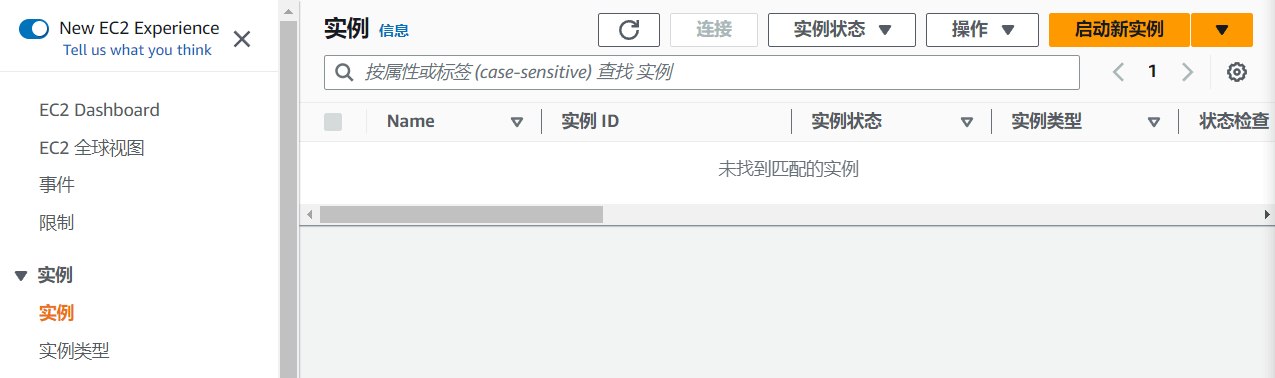 New EC2 Experience
Tell us what you think
EC2 Dashboard
EC2 全球视图
事件
限制
实例
实例
实例类型
实例 信息 连接 实例状态 操作 启动新实例
按属性或标签 (case-sensitive) 查找 实例 1
Name 实例 ID 实例状态 实例类型 状态检查
未找到匹配的实例